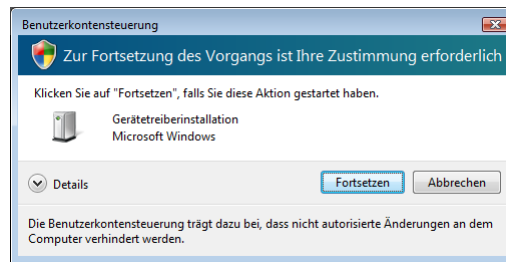 Benutzerkontensteuerung
Zur Fortsetzung des Vorgangs ist Ihre Zustimmung erforderlich
Klicken Sie auf "Fortsetzen", falls Sie diese Aktion gestartet haben.
Gerätetreiberinstallation
Microsoft Windows
Details
Fortsetzen
Abbrechen
Die Benutzerkontensteuerung trägt dazu bei, dass nicht autorisierte Änderungen an dem
Computer verhindert werden.